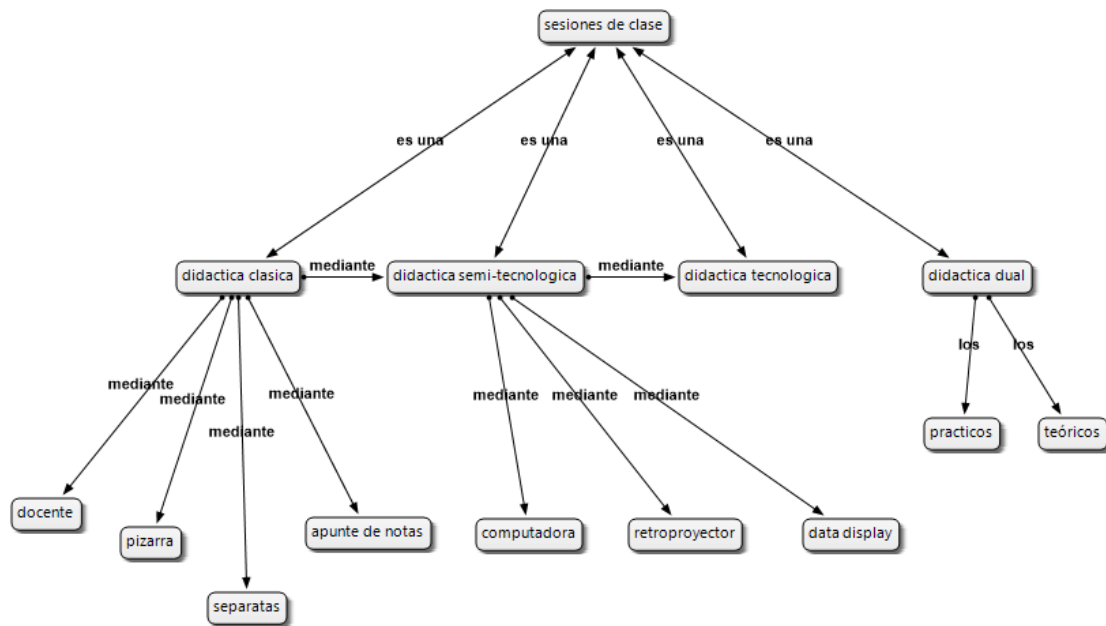 sesiones de clase
es una
es una
es una
es una
didactica clasica
mediante
didactica semi-tecnologica
mediante
didactica tecnologica
didactica dual
los
los
mediante
mediante
mediante
mediante
mediante
mediante
mediante
practicos
teóricos
docente
pizarra
separatas
apunte de notas
computadora
retroproyector
data display